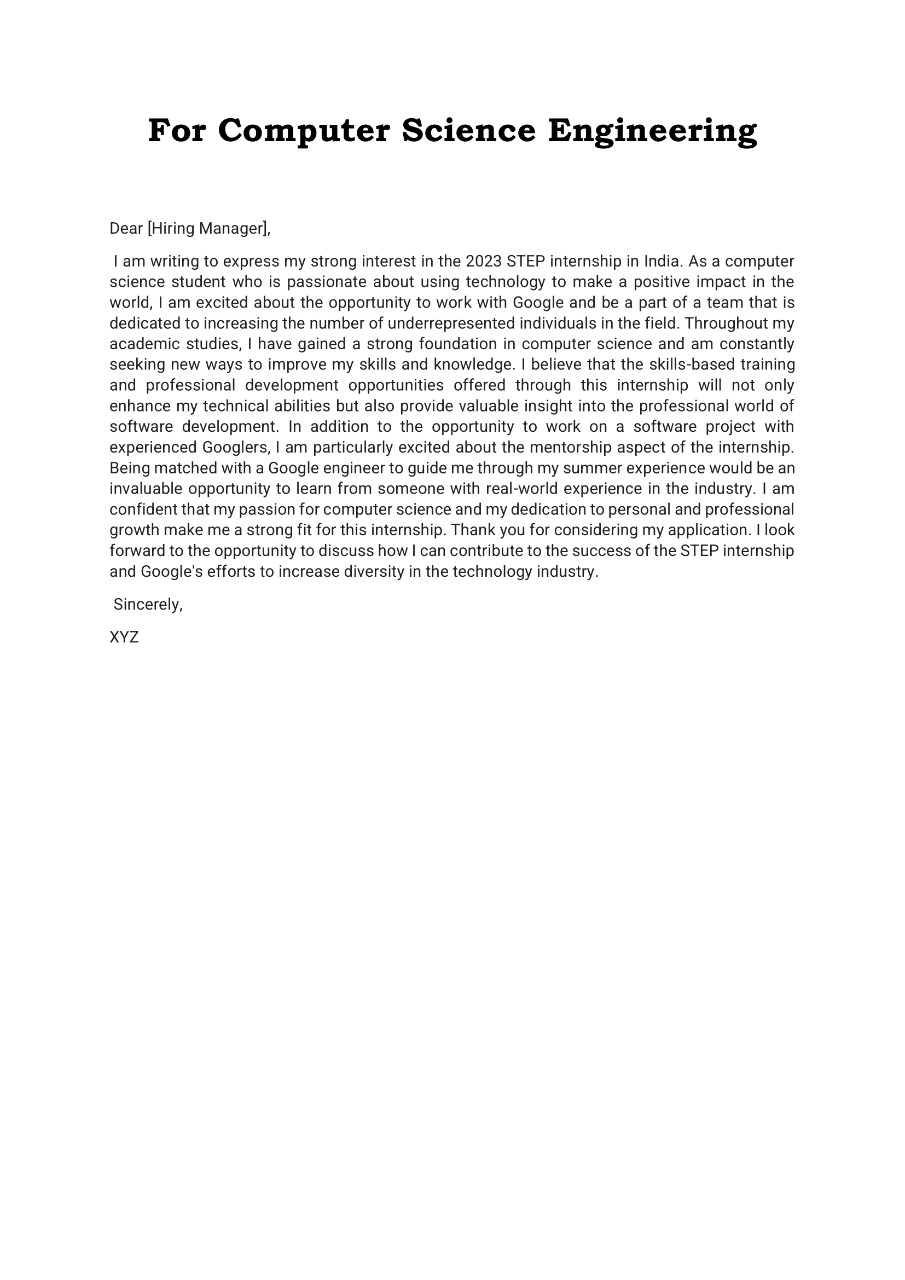 For Computer Science Engineering
Dear [Hiring Manager],
I am writing to express my strong interest in the 2023 STEP internship in India. As a computer
science student who is passionate about using technology to make a positive impact in the
world, I am excited about the opportunity to work with Google and be a part of a team that is
dedicated to increasing the number of underrepresented individuals in the field. Throughout my
academic studies, I have gained a strong foundation in computer science and am constantly
seeking new ways to improve my skills and knowledge. I believe that the skills-based training
and professional development opportunities offered through this internship will not only
enhance my technical abilities but also provide valuable insight into the professional world of
software development. In addition to the opportunity to work on a software project with
experienced Googlers, I am particularly excited about the mentorship aspect of the internship.
Being matched with a Google engineer to guide me through my summer experience would be an
invaluable opportunity to learn from someone with real-world experience in the industry. I am
confident that my passion for computer science and my dedication to personal and professional
growth make me a strong fit for this internship. Thank you for considering my application. I look
forward to the opportunity to discuss how I can contribute to the success of the STEP internship
and Google's efforts to increase diversity in the technology industry.
Sincerely,
XYZ